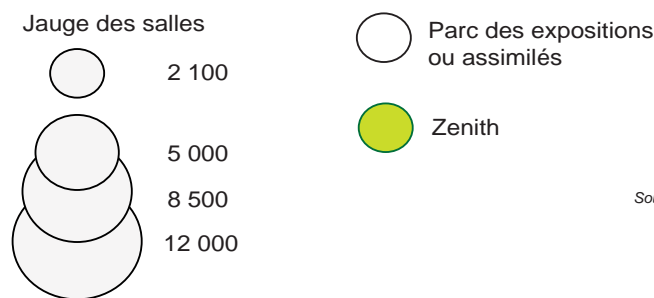 Jauge des salles
2 100
5 000
8 500
12 000
Parc des expositions
ou assimilés
Zenith